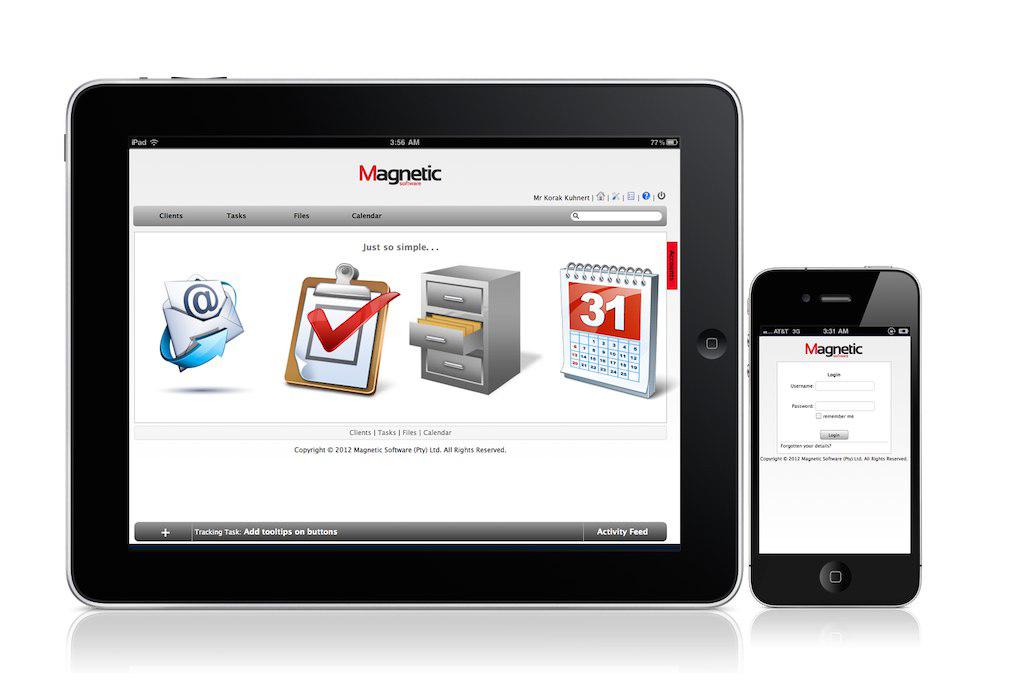 iPad 3:56 AM 77%
Magnetic
software
Mr Korak Kuhnert | | | | ? |
Clients Tasks Files Calendar
Just so simple...
@
31
Clients | Tasks | Files | Calendar
Copyright © 2012 Magnetic Software (Pty) Ltd. All Rights Reserved.
+ Tracking Task: Add tooltips on buttons Activity Feed
AT&T 3G 3:31 AM
Magnetic
software
Login
Username:
Password:
remember me
Login
Forgotten your details?
Copyright © 2012 Magnetic Software (Pty) Ltd. All Rights Reserved.